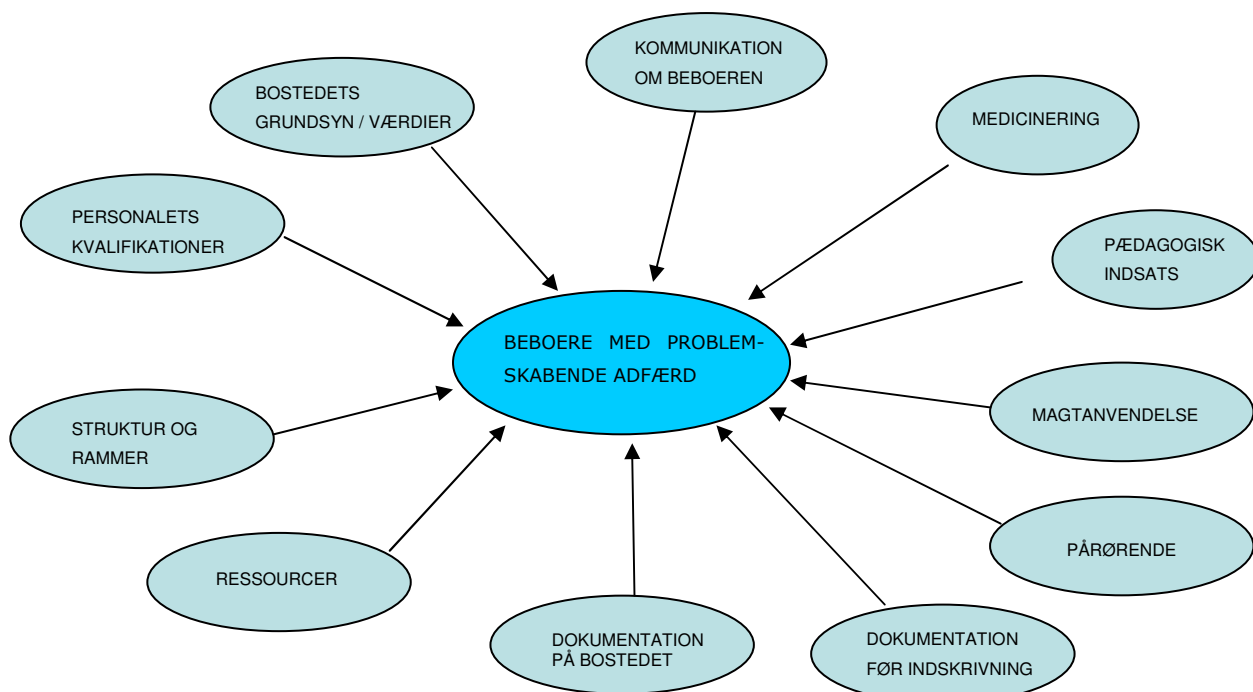 KOMMUNIKATION
OM BEBOEREN
BOSTEDETS
GRUNDSYN / VÆRDIER
MEDICINERING
PERSONALETS
KVALIFIKATIONER
PÆDAGOGISK
INDSATS
BEBOERE MED PROBLEM-
SKABENDE ADFÆRD
STRUKTUR OG
RAMMER
MAGTANVENDELSE
PÅRØRENDE
RESSOURCER
DOKUMENTATION
PÅ BOSTEDET
DOKUMENTATION
FØR INDSKRIVNING